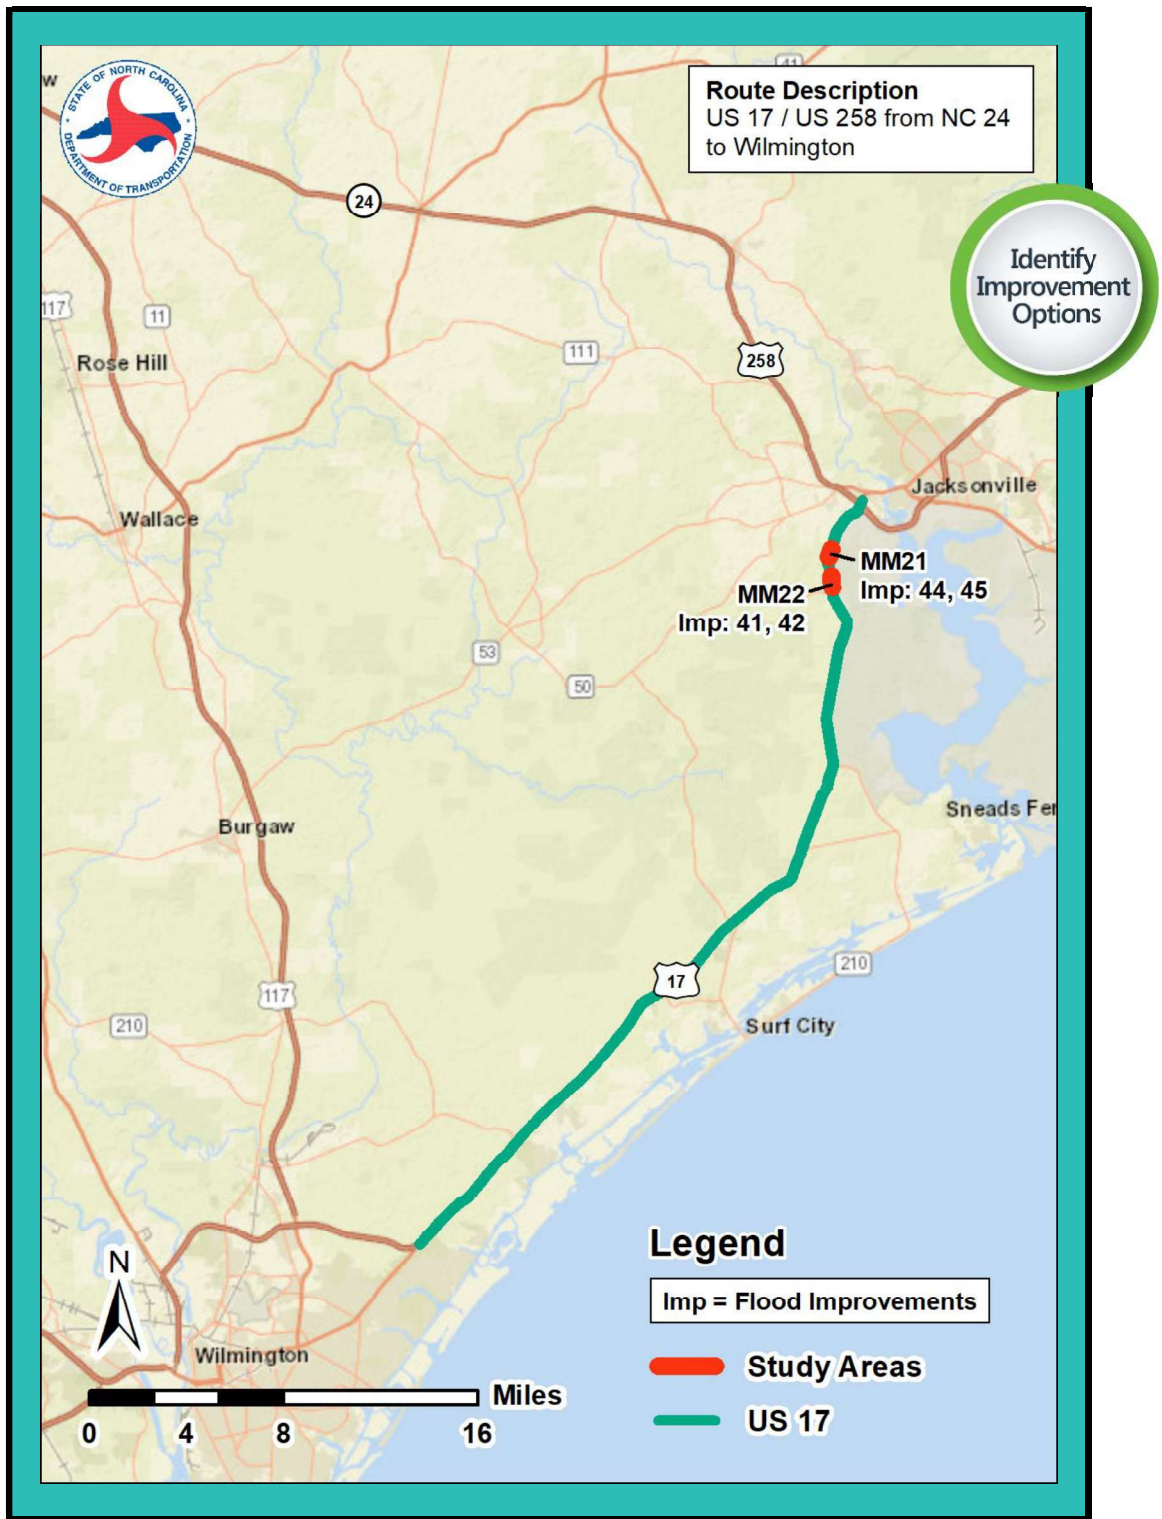 w
STATE OF NORTH CAROLINA
DEPARTMENT OF TRANSPORTATION
41
Route Description
US 17 / US 258 from NC 24
to Wilmington
24
Identify
Improvement
Options
117
11
Rose Hill
111
258
Jacksonville
Wallace
MM21
Imp: 44, 45
MM22
Imp: 41, 42
53
50
Sneads Fer
Burgaw
210
17
117
210
Surf City
Legend
Imp = Flood Improvements
N
Wilmington
Study Areas
Miles
US 17
0 4 8 16